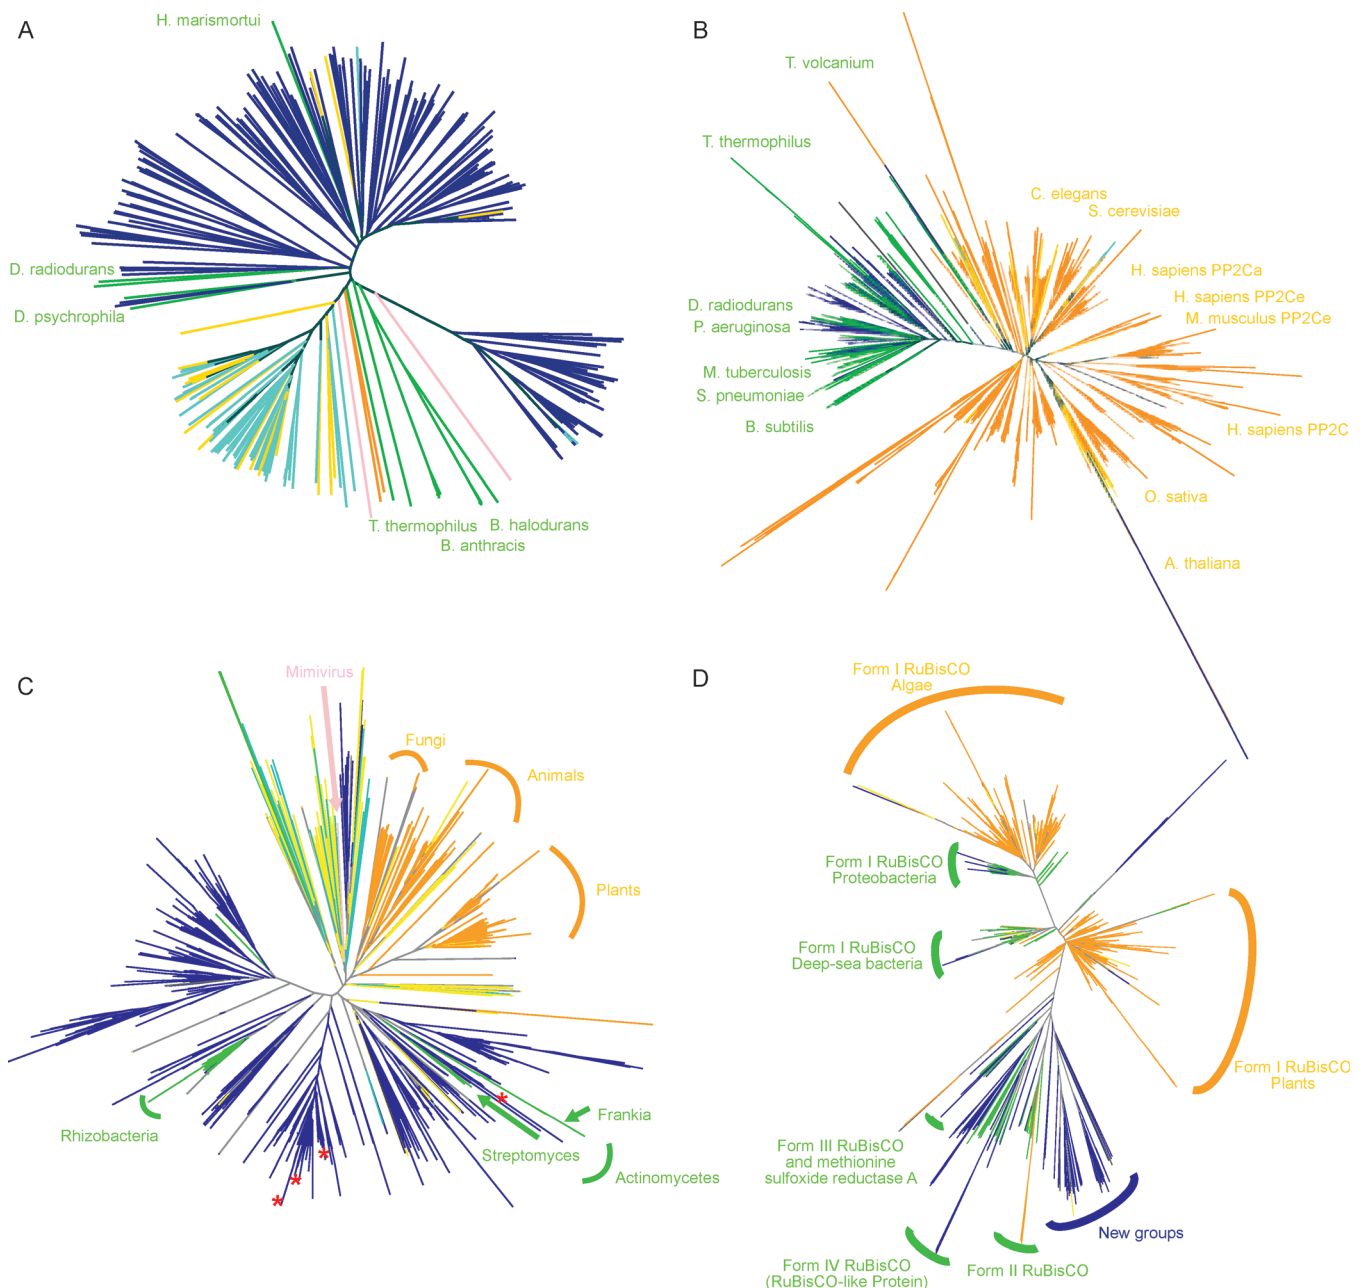 A
H. marismortui
D. radiodurans
D. psychrophila
T. thermophilus
B. halodurans
B. anthracis
B
T. volcanium
T. thermophilus
C. elegans
S. cerevisiae
H. sapiens PP2Ca
H. sapiens PP2Ce
M. musculus PP2Ce
D. radiodurans
P. aeruginosa
M. tuberculosis
S. pneumoniae
B. subtilis
H. sapiens PP2C
O. sativa
A. thaliana
C
Mimivirus
Fungi
Animals
Plants
Rhizobacteria
*
*
*
*
Frankia
Streptomyces
Actinomycetes
D
Form I RuBisCO
Algae
Form I RuBisCO
Proteobacteria
Form I RuBisCO
Deep-sea bacteria
Form I RuBisCO
Plants
Form III RuBisCO
and methionine
sulfoxide reductase A
New groups
Form IV RuBisCO
(RuBisCO-like Protein)
Form II RuBisCO